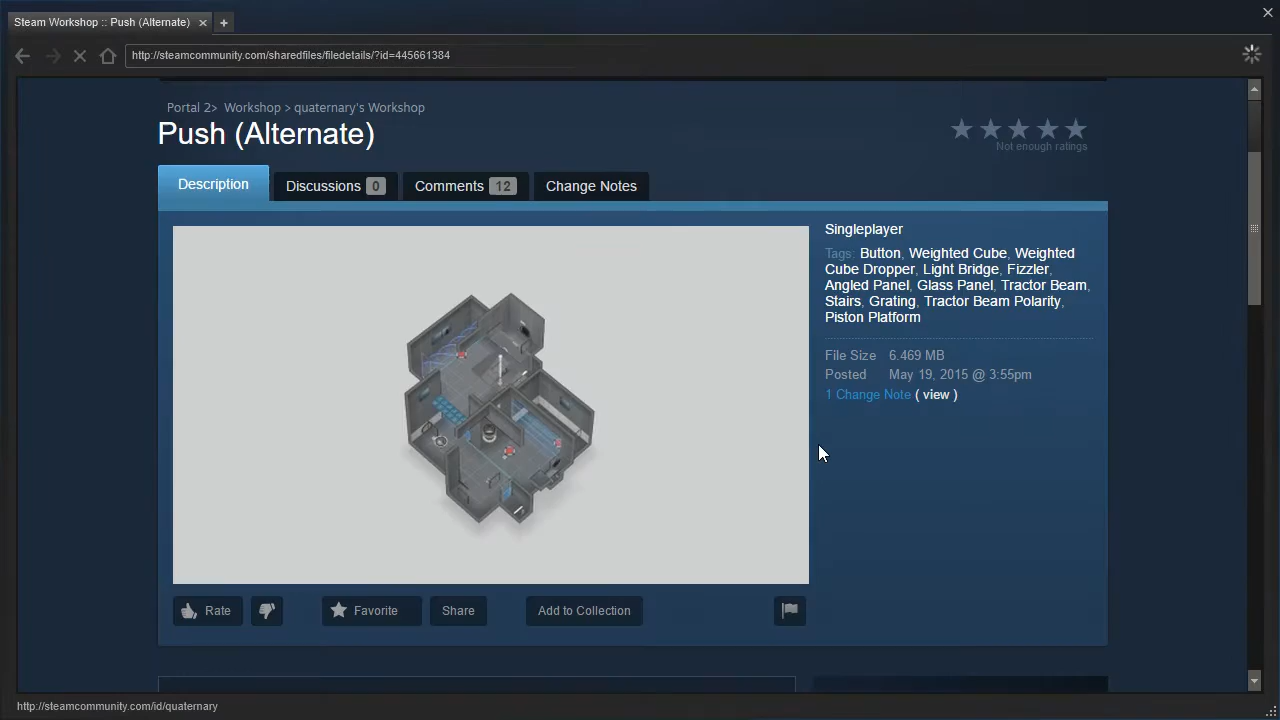 Steam Workshop :: Push (Alternate)
http://steamcommunity.com/sharedfiles/filedetails/?id=445661384
Portal 2> Workshop > quaternary's Workshop
Push (Alternate)
Not enough ratings
Description Discussions 0 Comments 12 Change Notes
Singleplayer
Tags: Button, Weighted Cube, Weighted
Cube Dropper, Light Bridge, Fizzler,
Angled Panel, Glass Panel, Tractor Beam,
Stairs, Grating, Tractor Beam Polarity,
Piston Platform
File Size 6.469 MB
Posted May 19, 2015 @ 3:55pm
1 Change Note ( view )
Rate Favorite Share Add to Collection
http://steamcommunity.com/id/quaternary